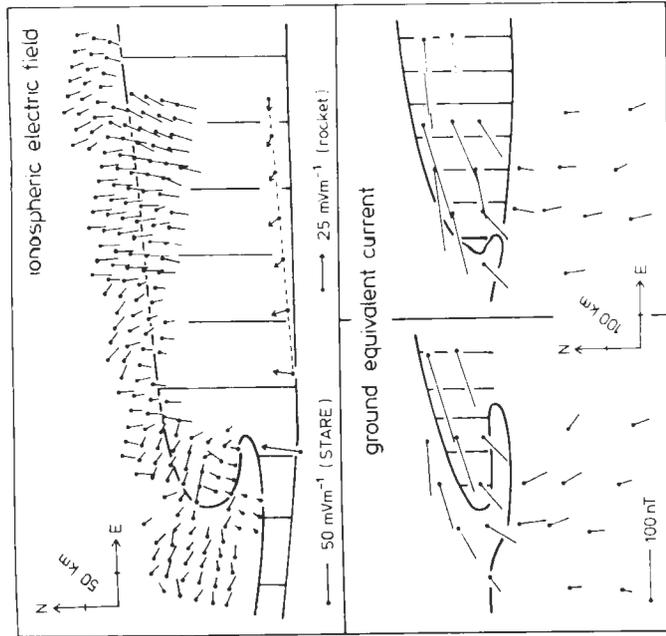 Ionospheric electric field
N
E
50 km
50 mVm⁻¹ (STARE)
25 mVm⁻¹ (rocket)
ground equivalent current
N
E
100 km
100 nT